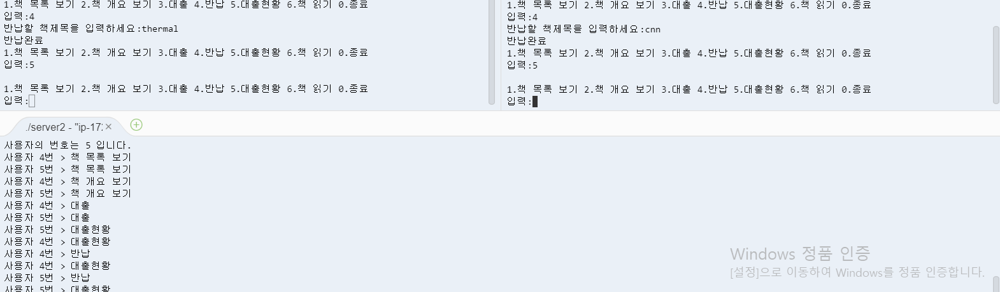 1.책 목록 보기 2.책 개요 보기 3.대출 4.반납 5.대출현황 6.책 읽기 0.종료
입력:4
반납할 책제목을 입력하세요:thermal
반납완료
1.책 목록 보기 2.책 개요 보기 3.대출 4.반납 5.대출현황 6.책 읽기 0.종료
입력:5
1.책 목록 보기 2.책 개요 보기 3.대출 4.반납 5.대출현황 6.책 읽기 0.종료
입력:
1.책 목록 보기 2.책 개요 보기 3.대출 4.반납 5.대출현황 6.책 읽기 0.종료
입력:4
반납할 책제목을 입력하세요:cnn
반납완료
1.책 목록 보기 2.책 개요 보기 3.대출 4.반납 5.대출현황 6.책 읽기 0.종료
입력:5
1.책 목록 보기 2.책 개요 보기 3.대출 4.반납 5.대출현황 6.책 읽기 0.종료
입력:
./server2 - "ip-172
사용자의 번호는 5 입니다.
사용자 4번 > 책 목록 보기
사용자 5번 > 책 목록 보기
사용자 4번 > 책 개요 보기
사용자 5번 > 책 개요 보기
사용자 4번 > 대출
사용자 5번 > 대출
사용자 5번 > 대출현황
사용자 4번 > 대출현황
사용자 4번 > 반납
사용자 4번 > 대출현황
사용자 5번 > 반납
사용자 5번 > 대출현황
Windows 정품 인증
[설정]으로 이동하여 Windows를 정품 인증합니다.